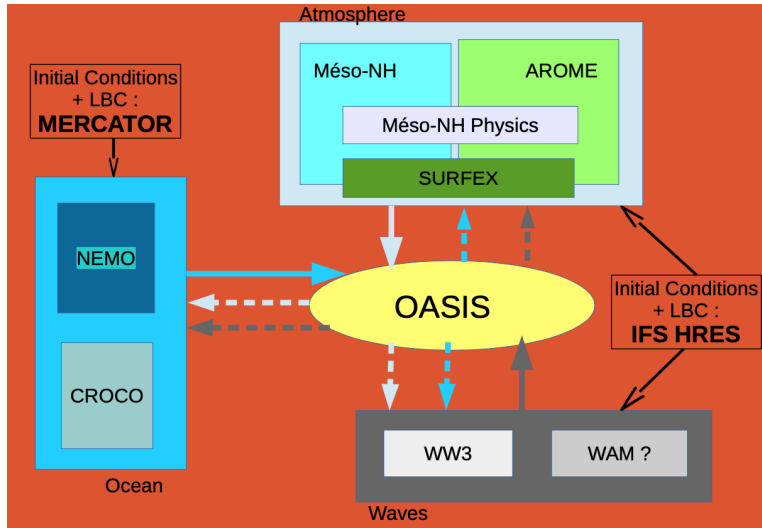 Atmosphere
Méso-NH
AROME
Méso-NH Physics
SURFEX
Initial Conditions
+ LBC :
MERCATOR
NEMO
CROCO
Ocean
OASIS
Initial Conditions
+ LBC :
IFS HRES
WW3
WAM ?
Waves